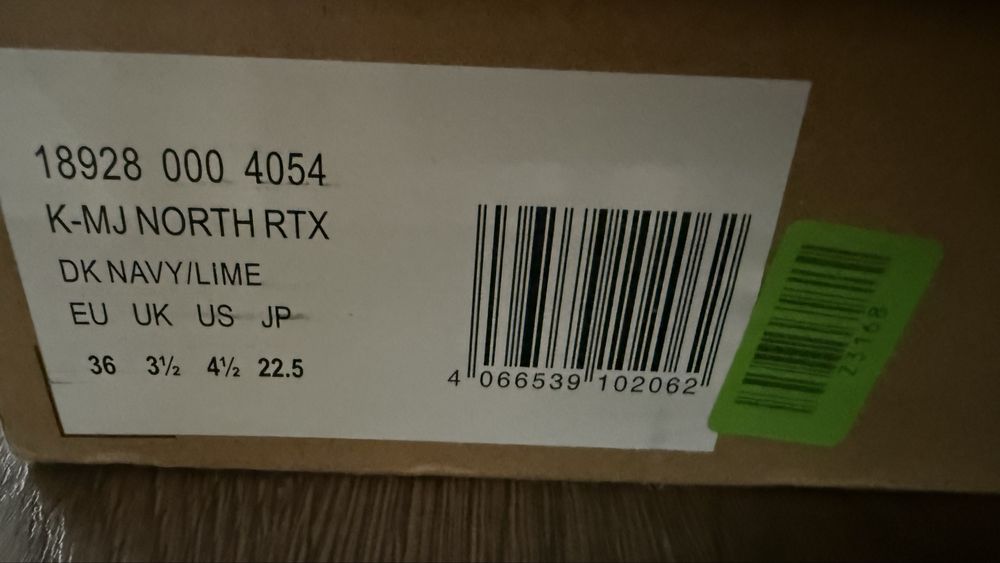 18928 000 4054
K-MJ NORTH RTX
DK NAVY/LIME
EU UK US JP
36 3½ 4½ 22.5
4 066539 102062
Z3168